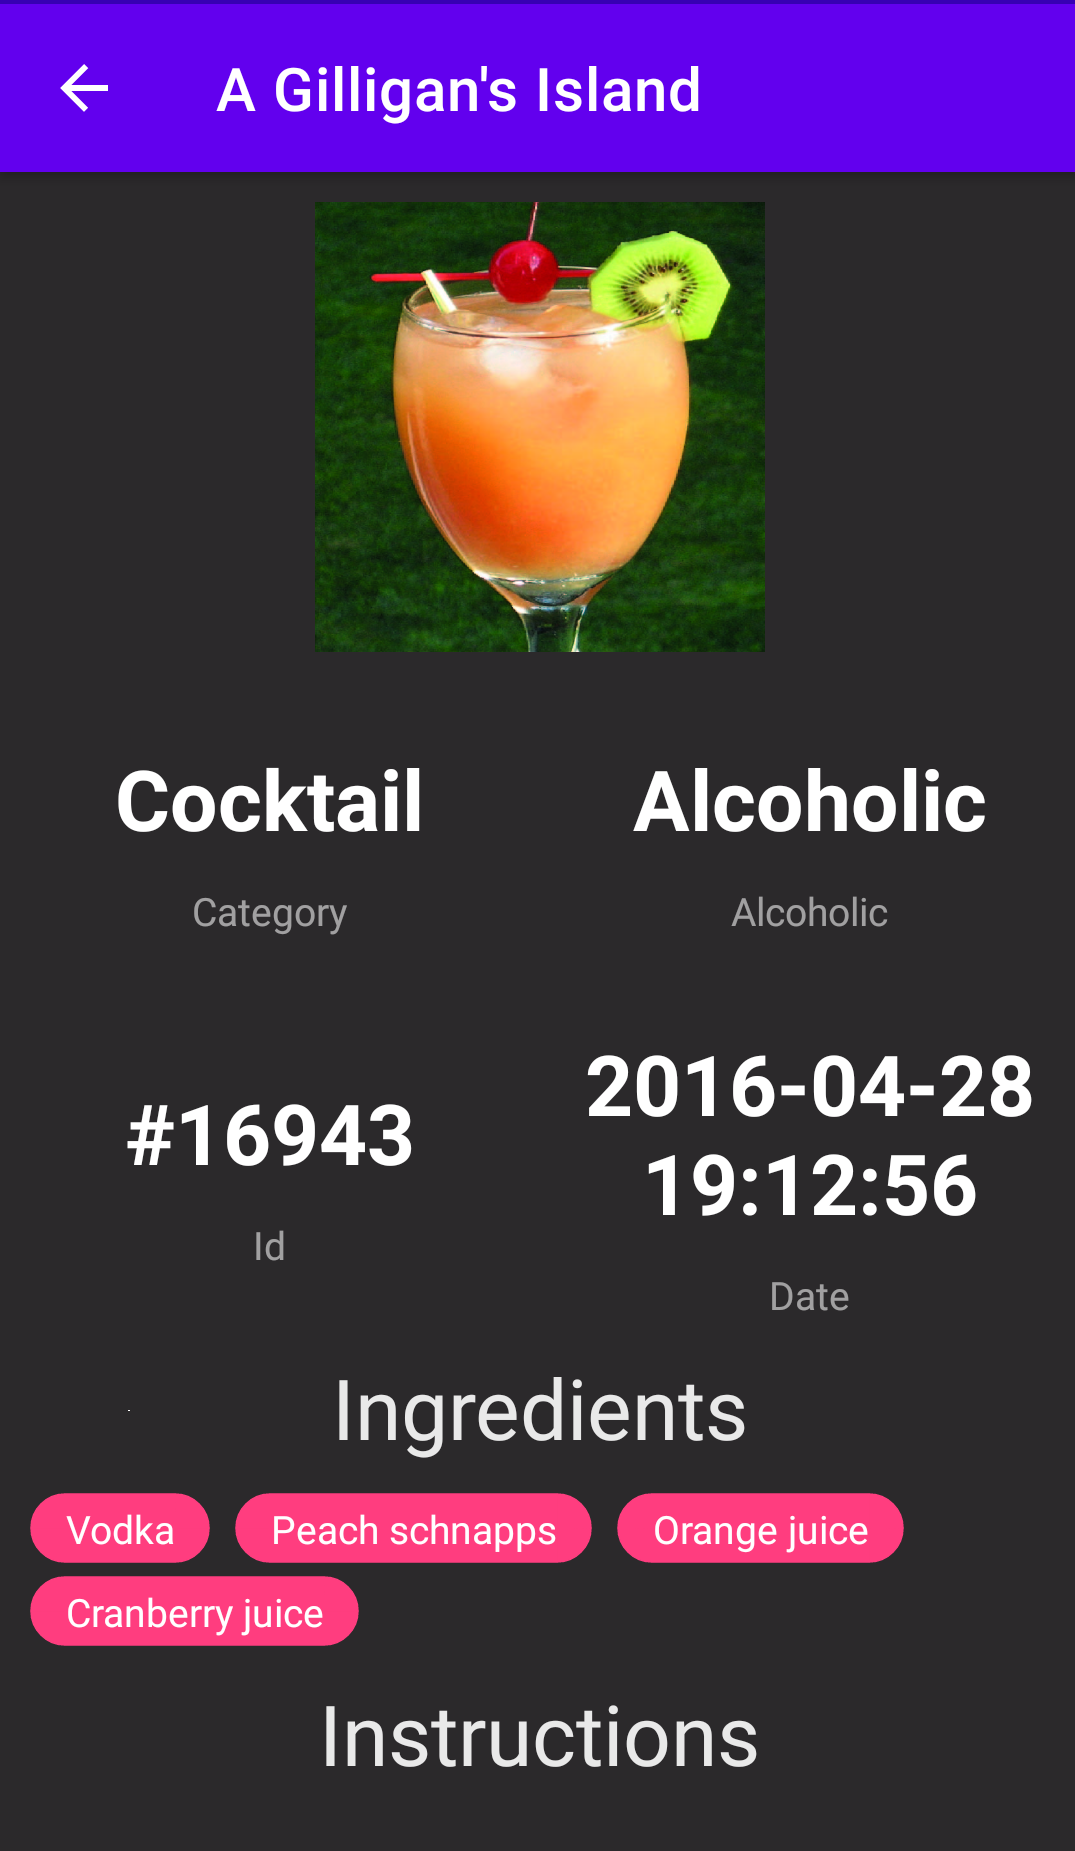 A Gilligan's Island
Cocktail
Category
Alcoholic
Alcoholic
#16943
Id
2016-04-28
19:12:56
Date
Ingredients
Vodka
Peach schnapps
Orange juice
Cranberry juice
Instructions